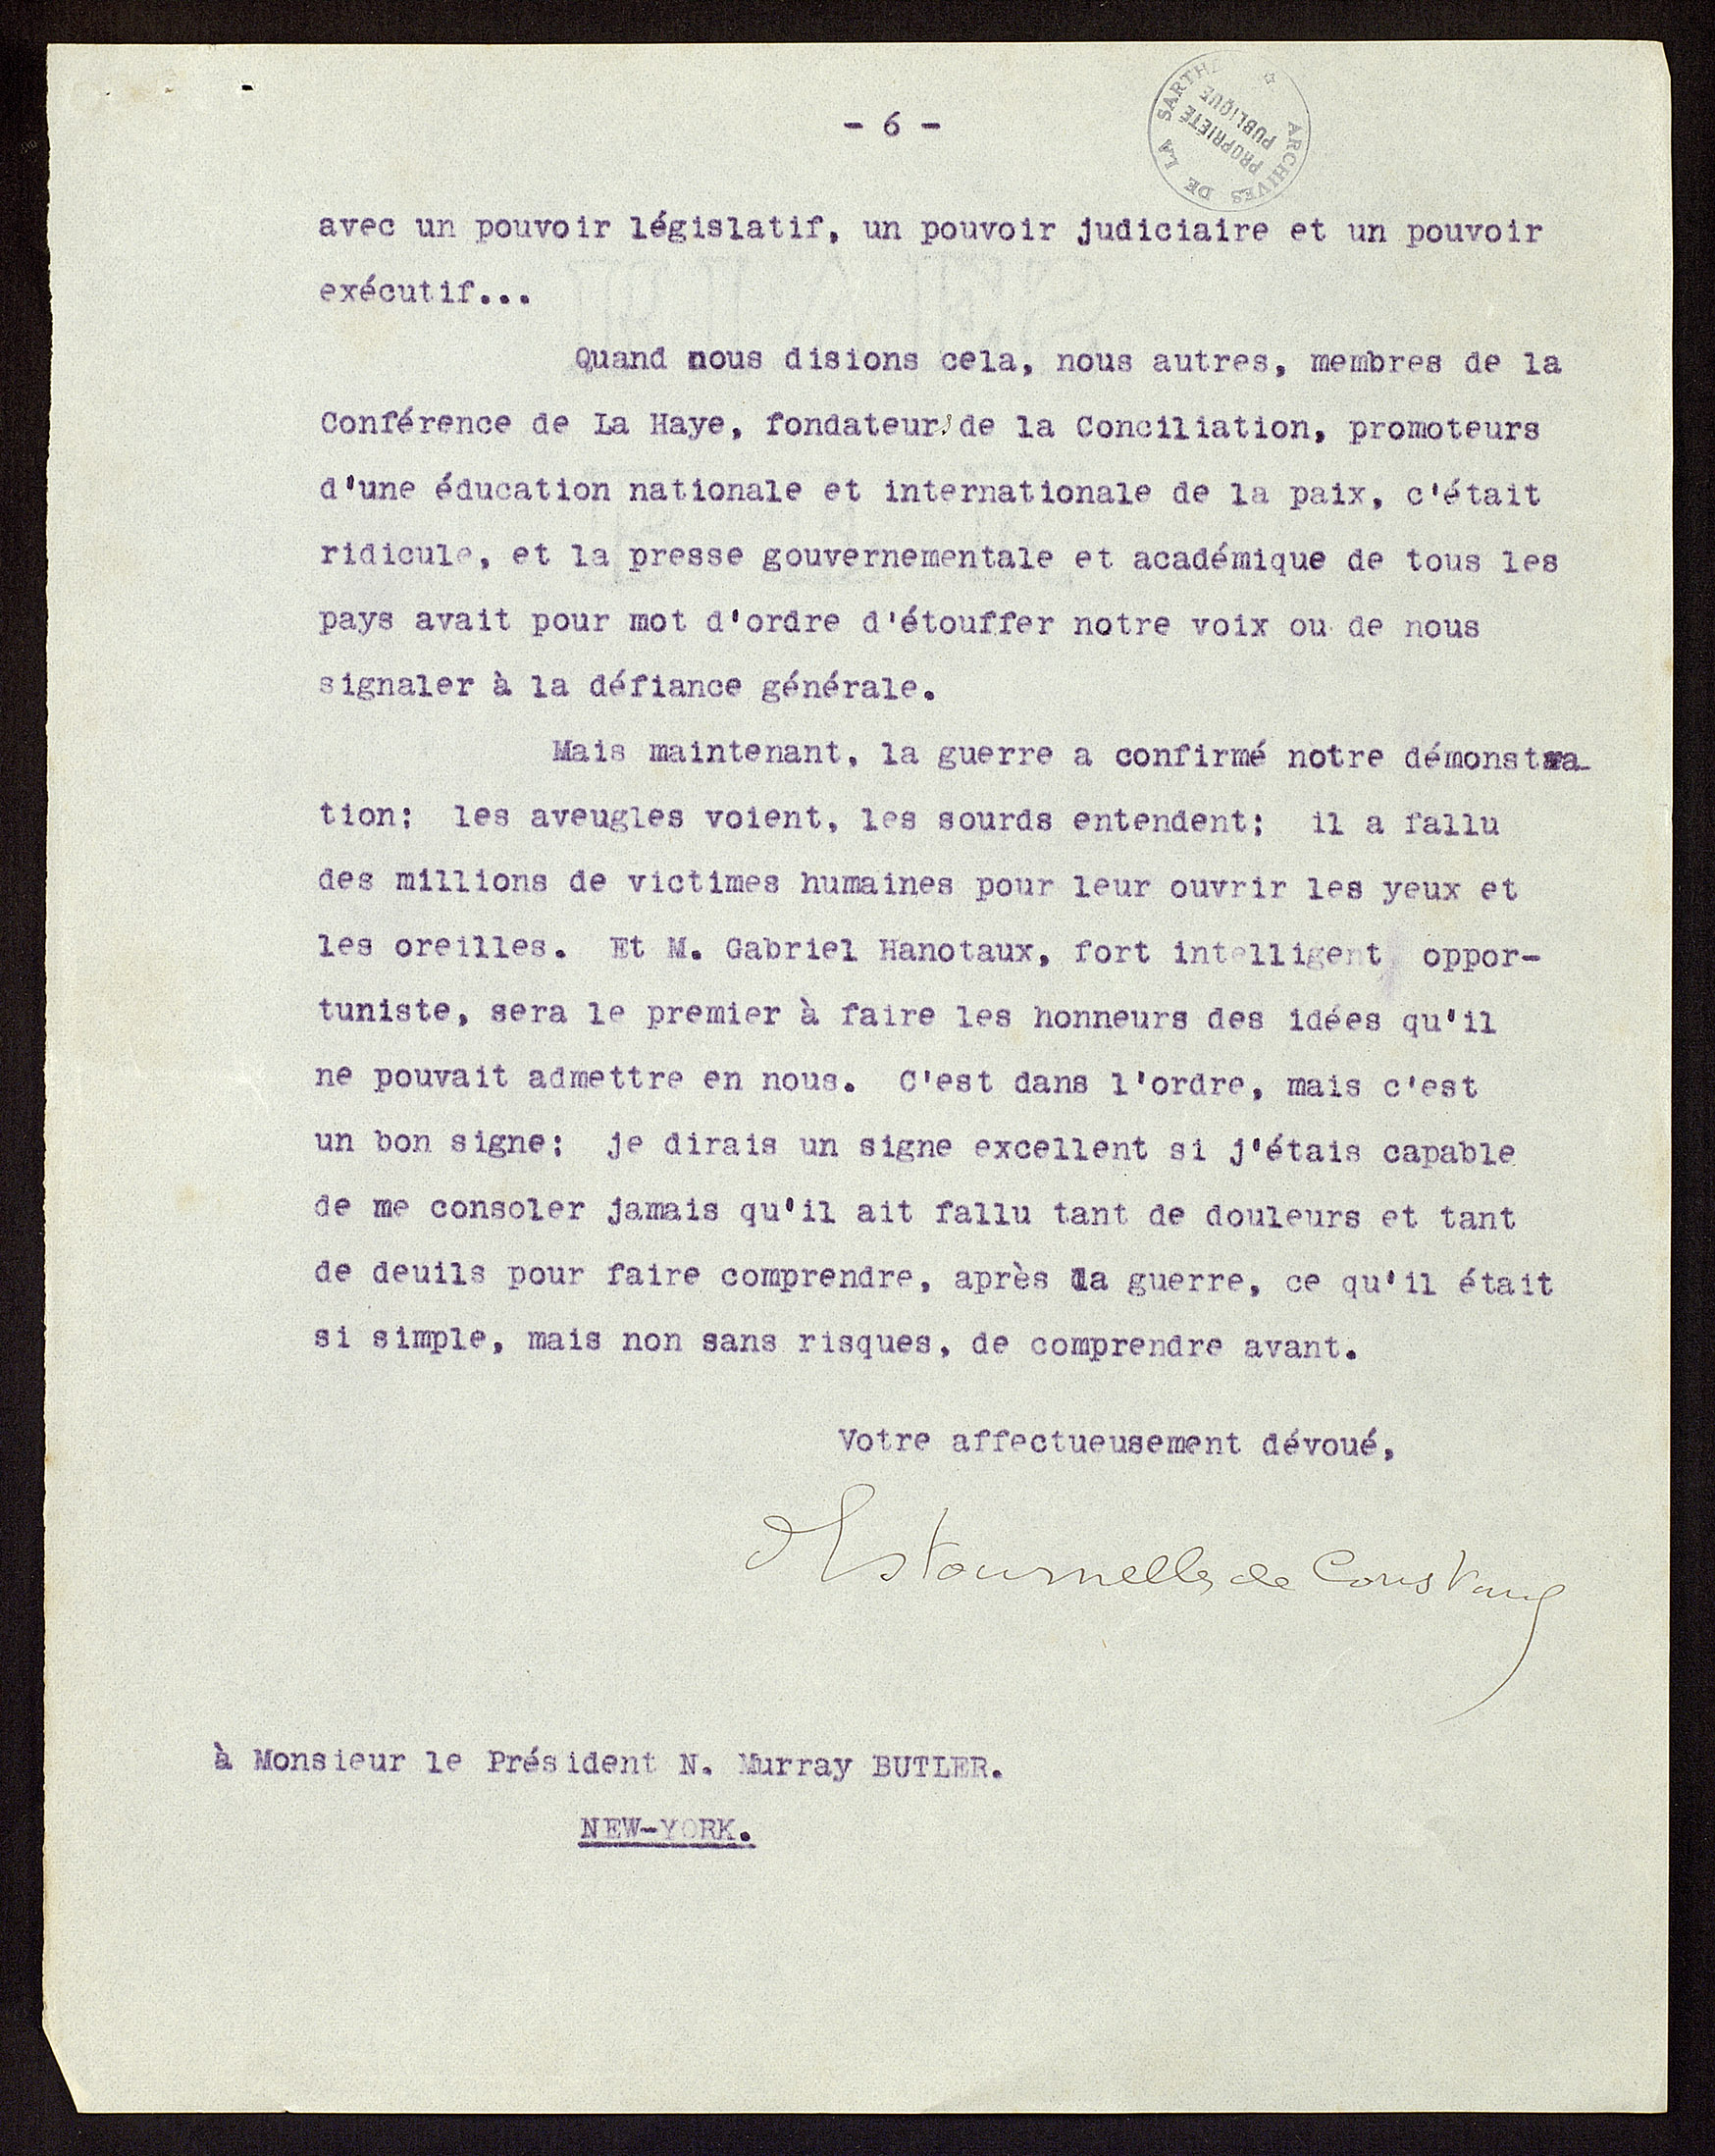 - 6 -
ARCHIVES DE LA SARTHE
PROPRIETE
PUBLIQUE
avec un pouvoir législatif, un pouvoir judiciaire et un pouvoir
exécutif...
Quand nous disions cela, nous autres, membres de la
Conférence de La Haye, fondateurs de la Conciliation, promoteurs
d'une éducation nationale et internationale de la paix, c'était
ridicule, et la presse gouvernementale et académique de tous les
pays avait pour mot d'ordre d'étouffer notre voix ou de nous
signaler à la défiance générale.
Mais maintenant, la guerre a confirmé notre démonstra-
tion: les aveugles voient, les sourds entendent; il a fallu
des millions de victimes humaines pour leur ouvrir les yeux et
les oreilles. Et M. Gabriel Hanotaux, fort intelligent oppor-
tuniste, sera le premier à faire les honneurs des idées qu'il
ne pouvait admettre en nous. C'est dans l'ordre, mais c'est
un bon signe; je dirais un signe excellent si j'étais capable
de me consoler jamais qu'il ait fallu tant de douleurs et tant
de deuils pour faire comprendre, après la guerre, ce qu'il était
si simple, mais non sans risques, de comprendre avant.
Votre affectueusement dévoué,
d'Estournelles de Constant
à Monsieur le Président N. Murray BUTLER.
NEW-YORK.